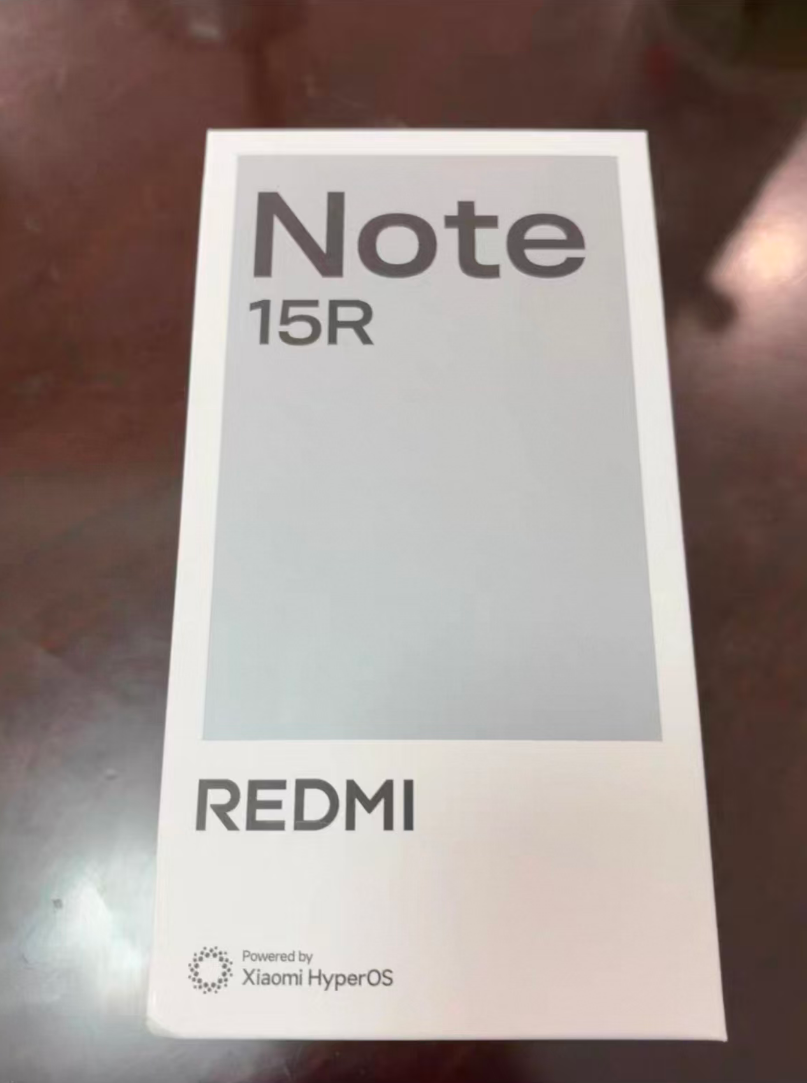 Note
15R
REDMI
Powered by
Xiaomi HyperOS